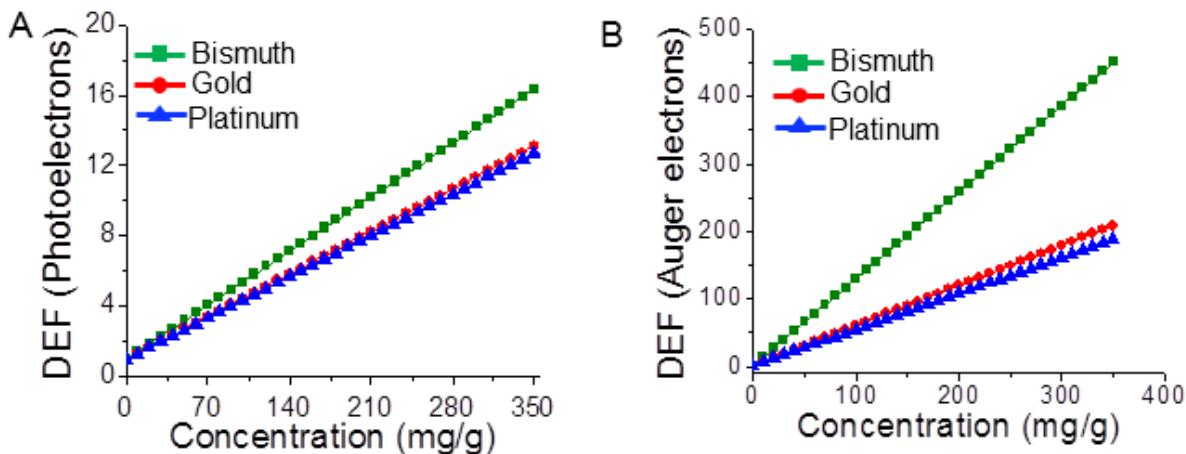 A
DEF (Photoelectrons)
20
16
12
8
4
0
Bismuth
Gold
Platinum
0 70 140 210 280 350
Concentration (mg/g)
B
DEF (Auger electrons)
500
400
300
200
100
0
Bismuth
Gold
Platinum
0 100 200 300 400
Concentration (mg/g)